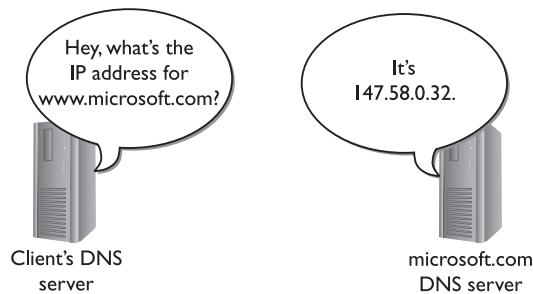 Hey, what's the
IP address for
www.microsoft.com?
It's
147.58.0.32.
Client's DNS
server
microsoft.com
DNS server